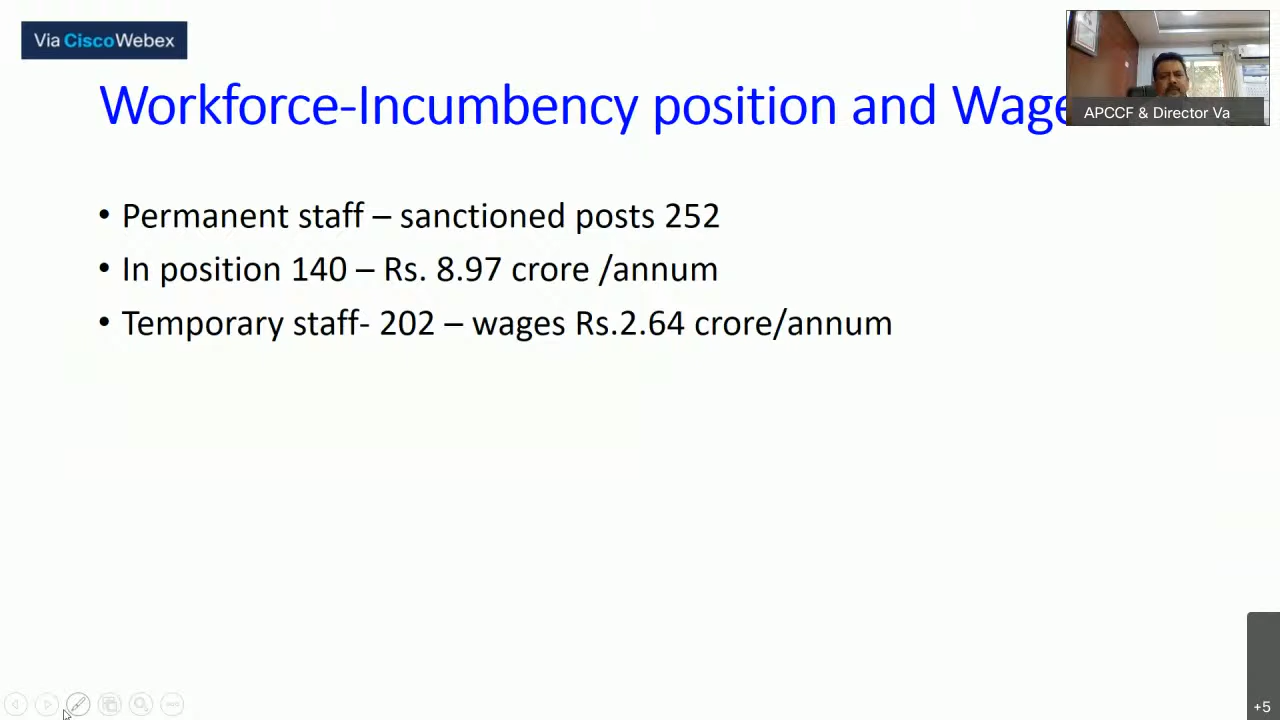 Via CiscoWebex
Workforce-Incumbency position and Wage
APCCF & Director Va
• Permanent staff – sanctioned posts 252
• In position 140 – Rs. 8.97 crore /annum
• Temporary staff- 202 – wages Rs.2.64 crore/annum
+5